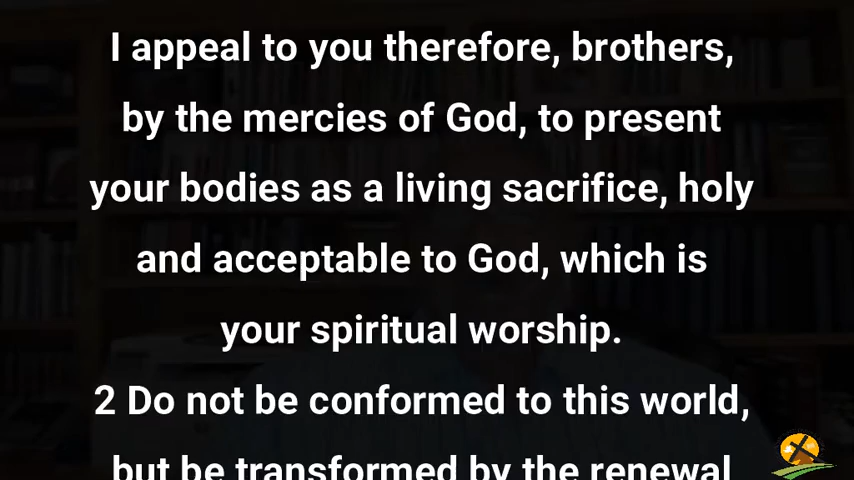 I appeal to you therefore, brothers,
by the mercies of God, to present
your bodies as a living sacrifice, holy
and acceptable to God, which is
your spiritual worship.
2 Do not be conformed to this world,
but be transformed by the renewal